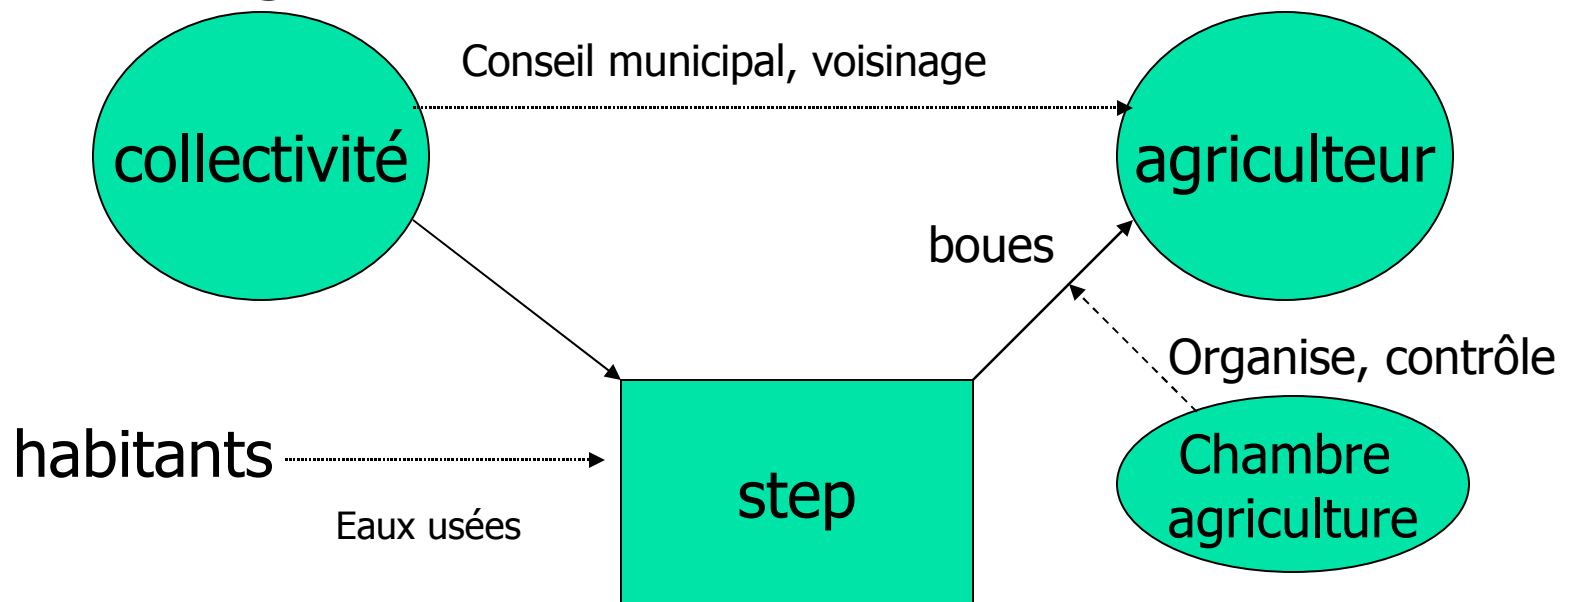 Conseil municipal, voisinage
collectivité
agriculteur
boues
Organise, contrôle
habitants
Eaux usées
step
Chambre
agriculture